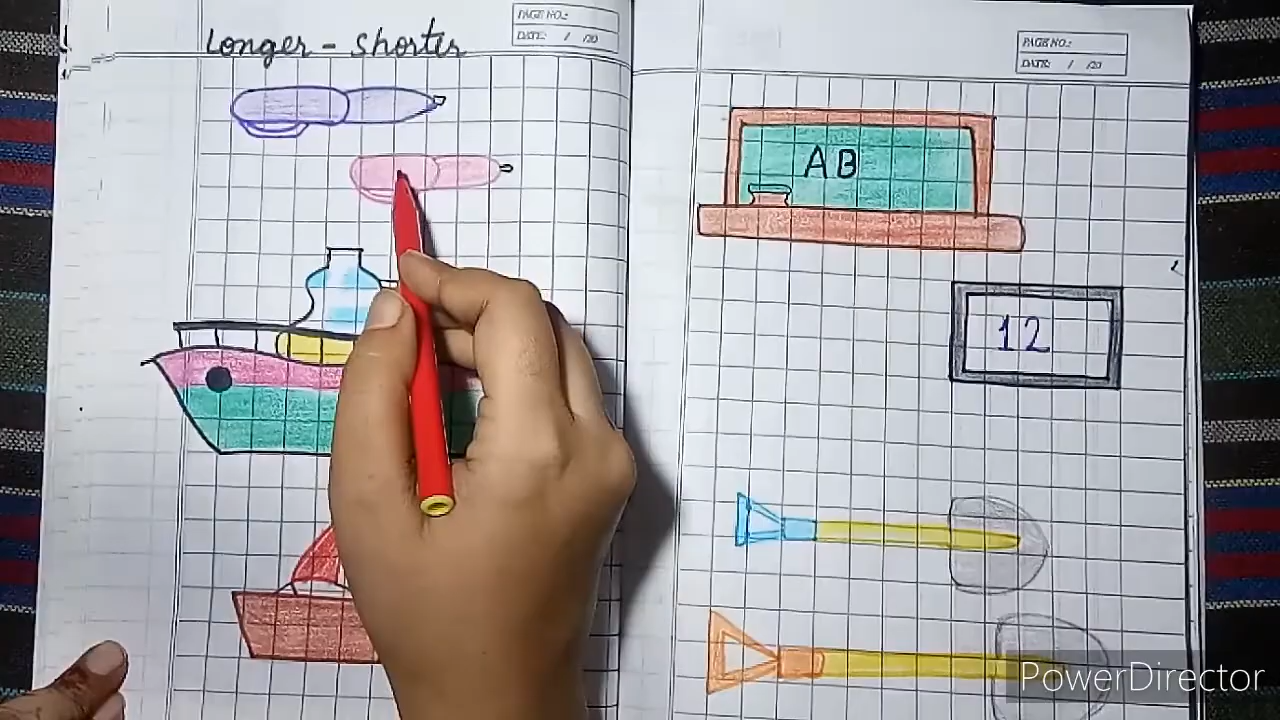 Longer - Shorter
PAGE NO.:
DATE: / /20
PAGE NO.:
DATE: / /20
AB
12
PowerDirector